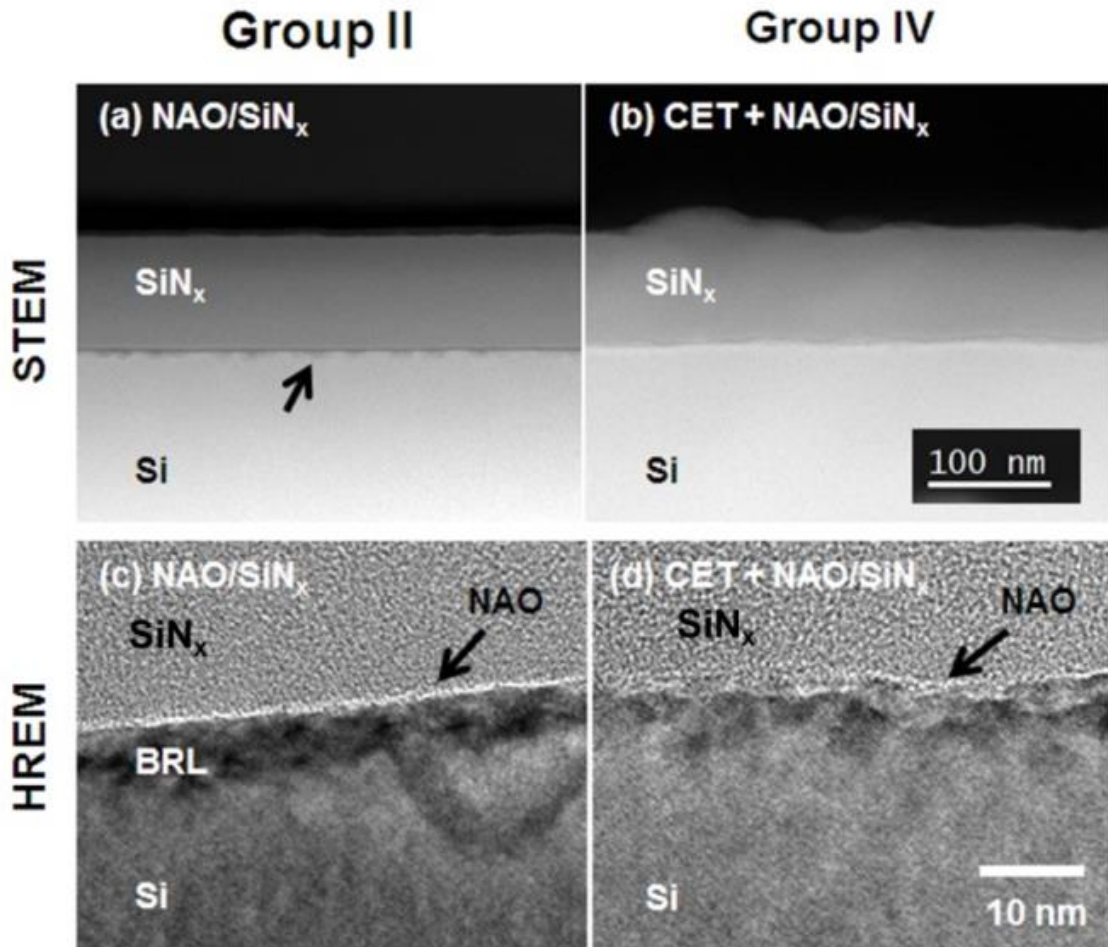 Group II
Group IV
STEM
(a) NAO/SiNₓ
(b) CET + NAO/SiNₓ
SiNₓ
SiNₓ
Si
Si
100 nm
HREM
(c) NAO/SiNₓ
(d) CET + NAO/SiNₓ
NAO
NAO
SiNₓ
SiNₓ
BRL
Si
Si
10 nm